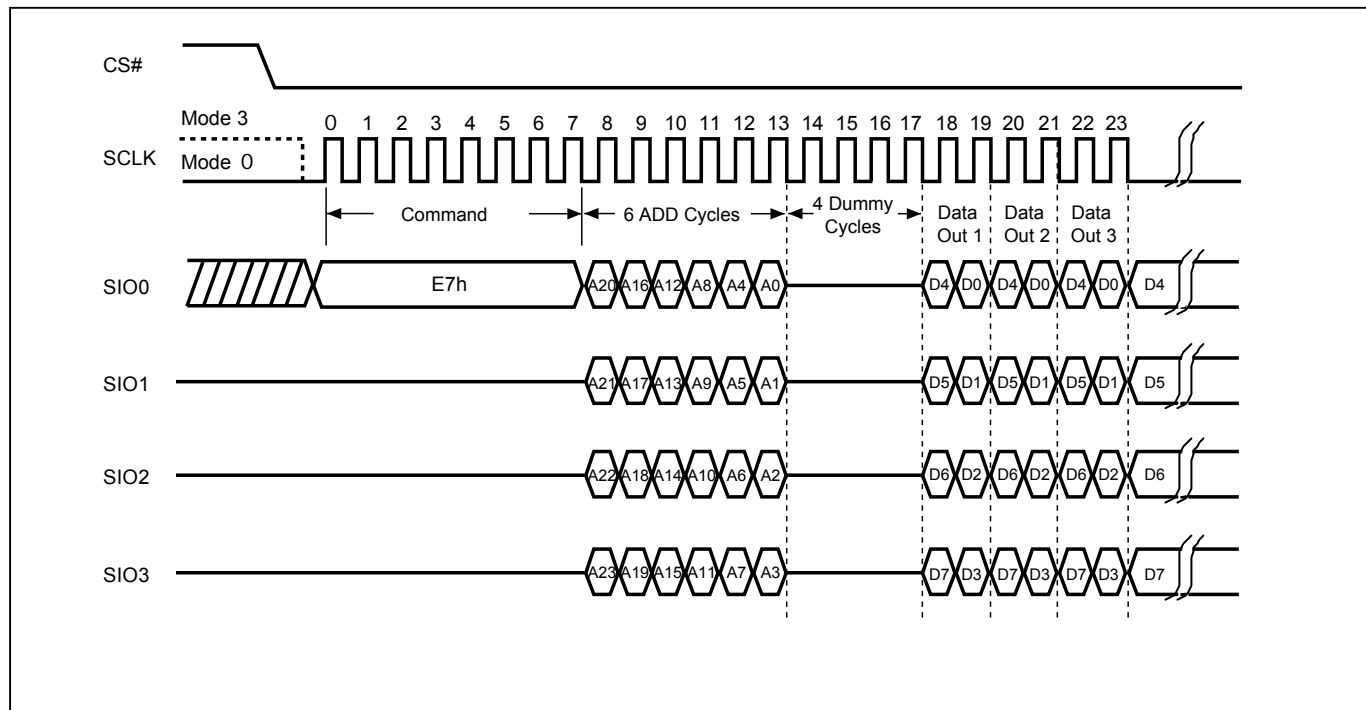 CS#
Mode 3
0 1 2 3 4 5 6 7 8 9 10 11 12 13 14 15 16 17 18 19 20 21 22 23
SCLK
Mode 0
Command
6 ADD Cycles
4 Dummy
Cycles
Data
Out 1
Data
Out 2
Data
Out 3
SIO0
E7h
A20 A16 A12 A8 A4 A0
D4 D0 D4 D0 D4 D0 D4
SIO1
A21 A17 A13 A9 A5 A1
D5 D1 D5 D1 D5 D1 D5
SIO2
A22 A18 A14 A10 A6 A2
D6 D2 D6 D2 D6 D2 D6
SIO3
A23 A19 A15 A11 A7 A3
D7 D3 D7 D3 D7 D3 D7